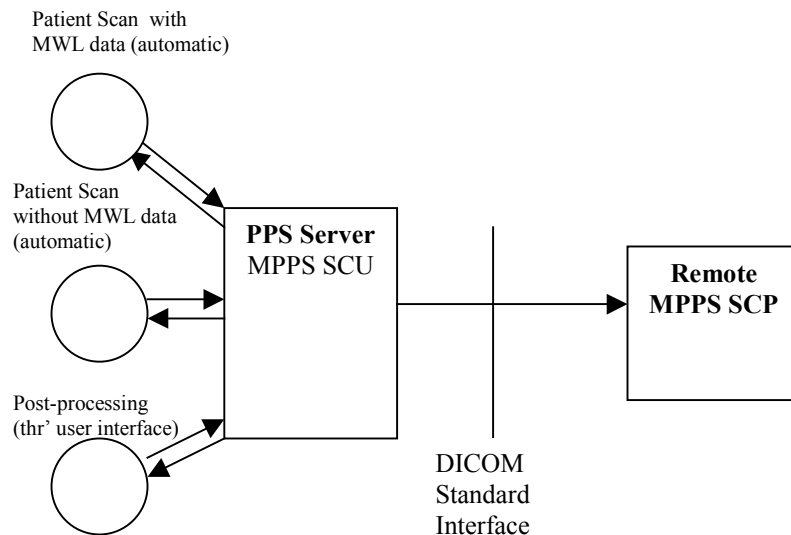 Patient Scan with
MWL data (automatic)
Patient Scan
without MWL data
(automatic)
PPS Server
MPPS SCU
Remote
MPPS SCP
Post-processing
(thr' user interface)
DICOM
Standard
Interface